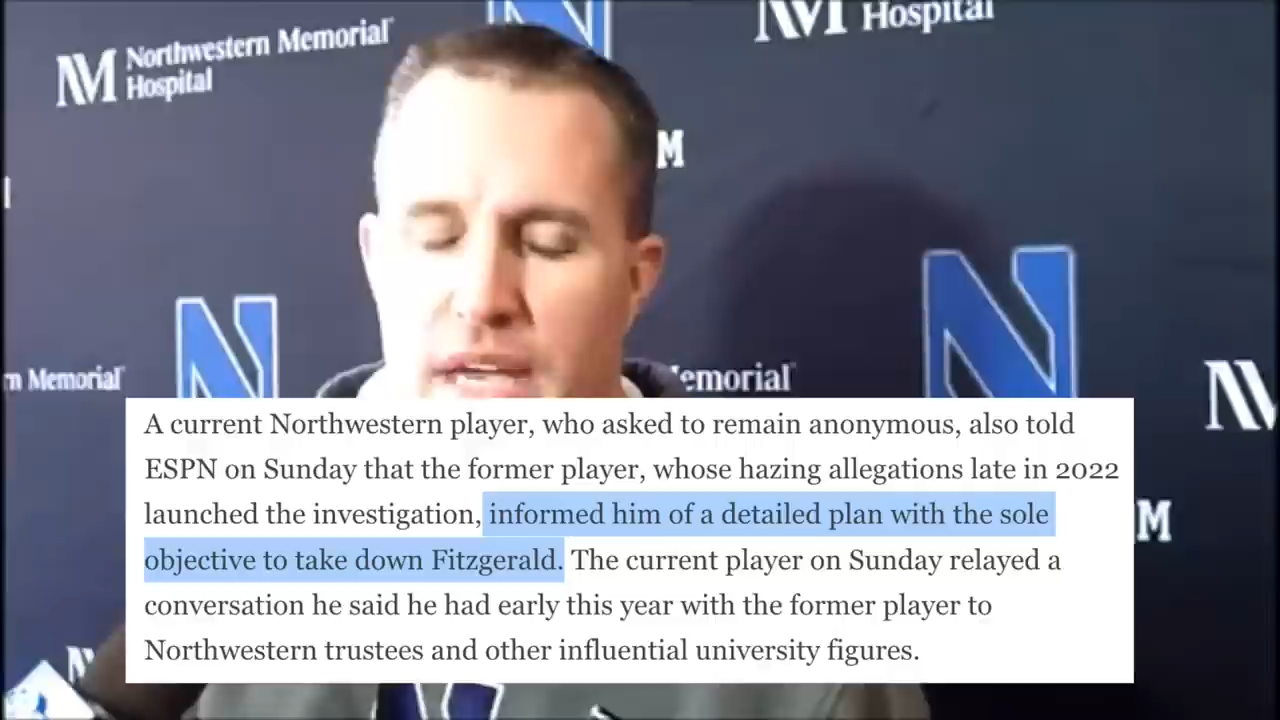 Northwestern Memorial
Hospital
Hospital
M
N
N
Memorial
emorial
A current Northwestern player, who asked to remain anonymous, also told
ESPN on Sunday that the former player, whose hazing allegations late in 2022
launched the investigation, informed him of a detailed plan with the sole
objective to take down Fitzgerald. The current player on Sunday relayed a
conversation he said he had early this year with the former player to
Northwestern trustees and other influential university figures.
M